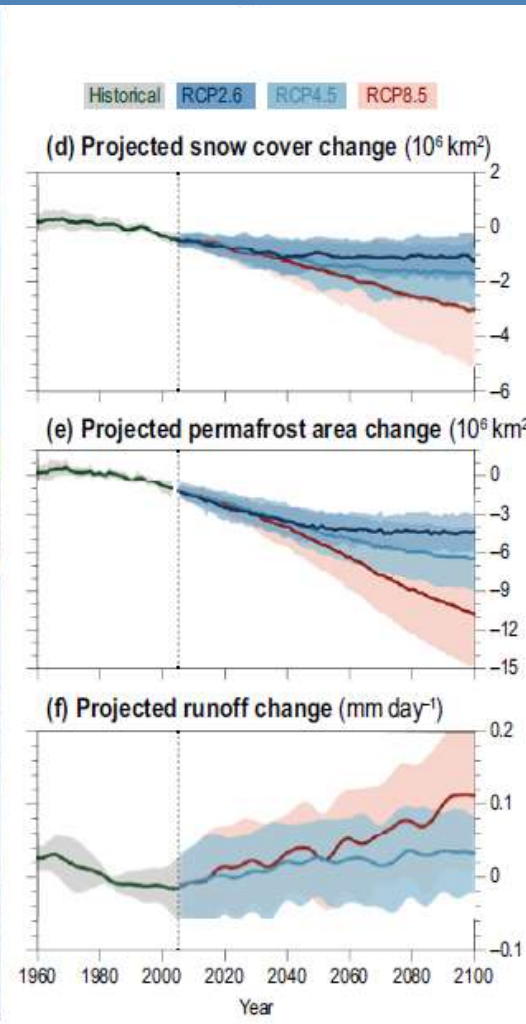 Historical RCP2.6 RCP4.5 RCP8.5
(d) Projected snow cover change (10⁶ km²)
2
0
–2
–4
–6
(e) Projected permafrost area change (10⁶ km²
0
–3
–6
–9
–12
–15
(f) Projected runoff change (mm day⁻¹)
0.2
0.1
0
–0.1
1960 1980 2000 2020 2040 2060 2080 2100
Year